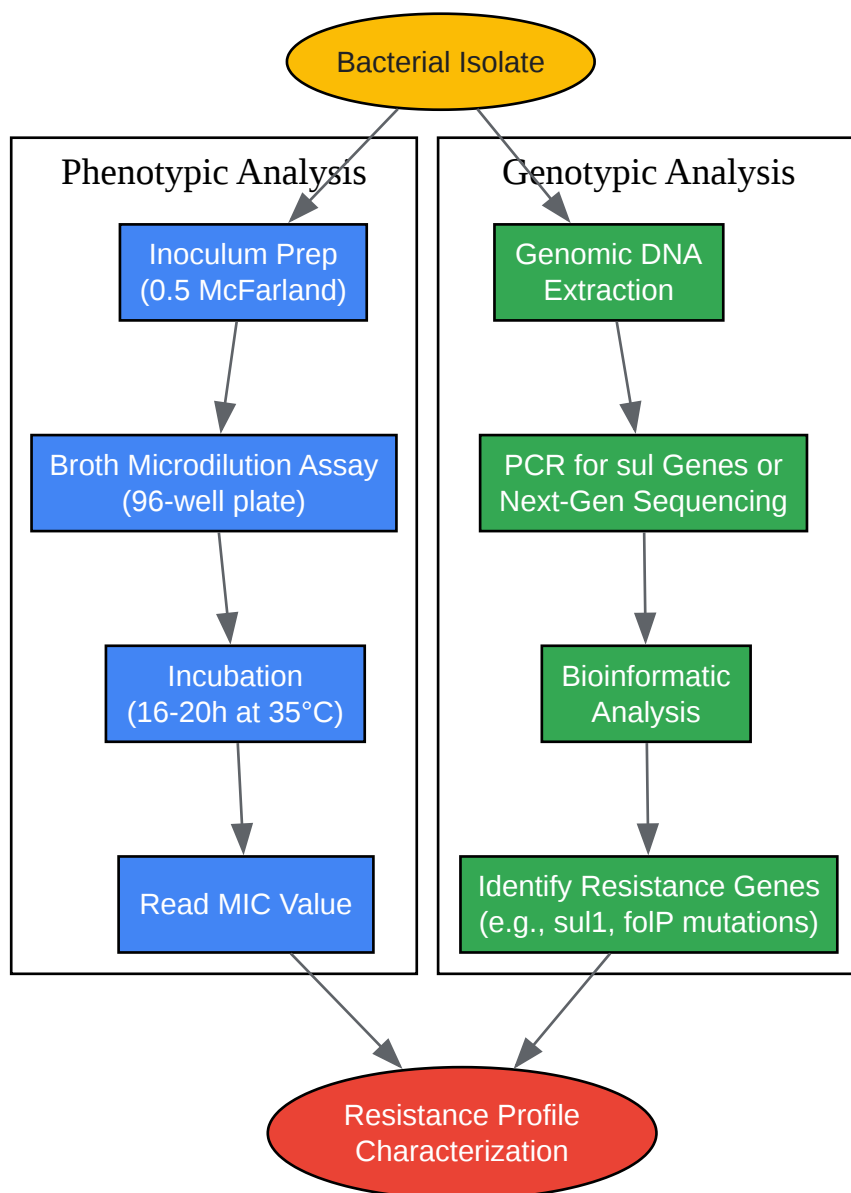 Bacterial Isolate
Phenotypic Analysis
Inoculum Prep
(0.5 McFarland)
Broth Microdilution Assay
(96-well plate)
Incubation
(16-20h at 35°C)
Read MIC Value
Genotypic Analysis
Genomic DNA
Extraction
PCR for sul Genes or
Next-Gen Sequencing
Bioinformatic
Analysis
Identify Resistance Genes
(e.g., sul1, folP mutations)
Resistance Profile
Characterization